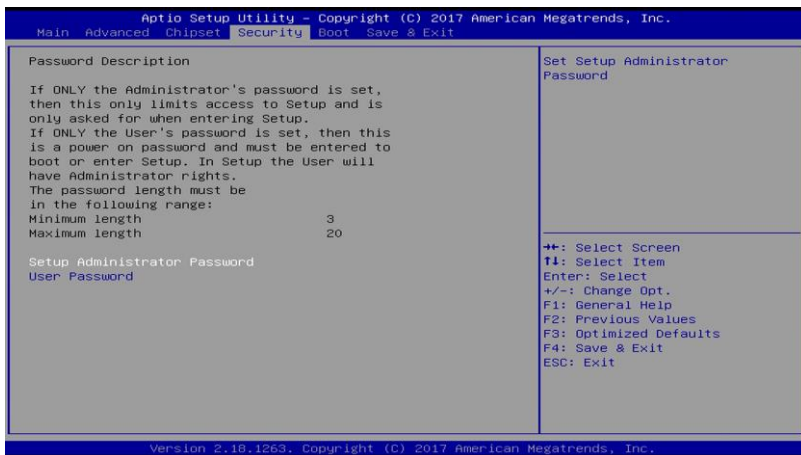 Aptio Setup Utility – Copyright (C) 2017 American Megatrends, Inc.
Main Advanced Chipset Security Boot Save & Exit
Password Description
If ONLY the Administrator's password is set,
then this only limits access to Setup and is
only asked for when entering Setup.
If ONLY the User's password is set, then this
is a power on password and must be entered to
boot or enter Setup. In Setup the User will
have Administrator rights.
The password length must be
in the following range:
Minimum length 3
Maximum length 20
Setup Administrator Password
User Password
Set Setup Administrator
Password
→←: Select Screen
↑↓: Select Item
Enter: Select
+/-: Change Opt.
F1: General Help
F2: Previous Values
F3: Optimized Defaults
F4: Save & Exit
ESC: Exit
Version 2.18.1263. Copyright (C) 2017 American Megatrends, Inc.